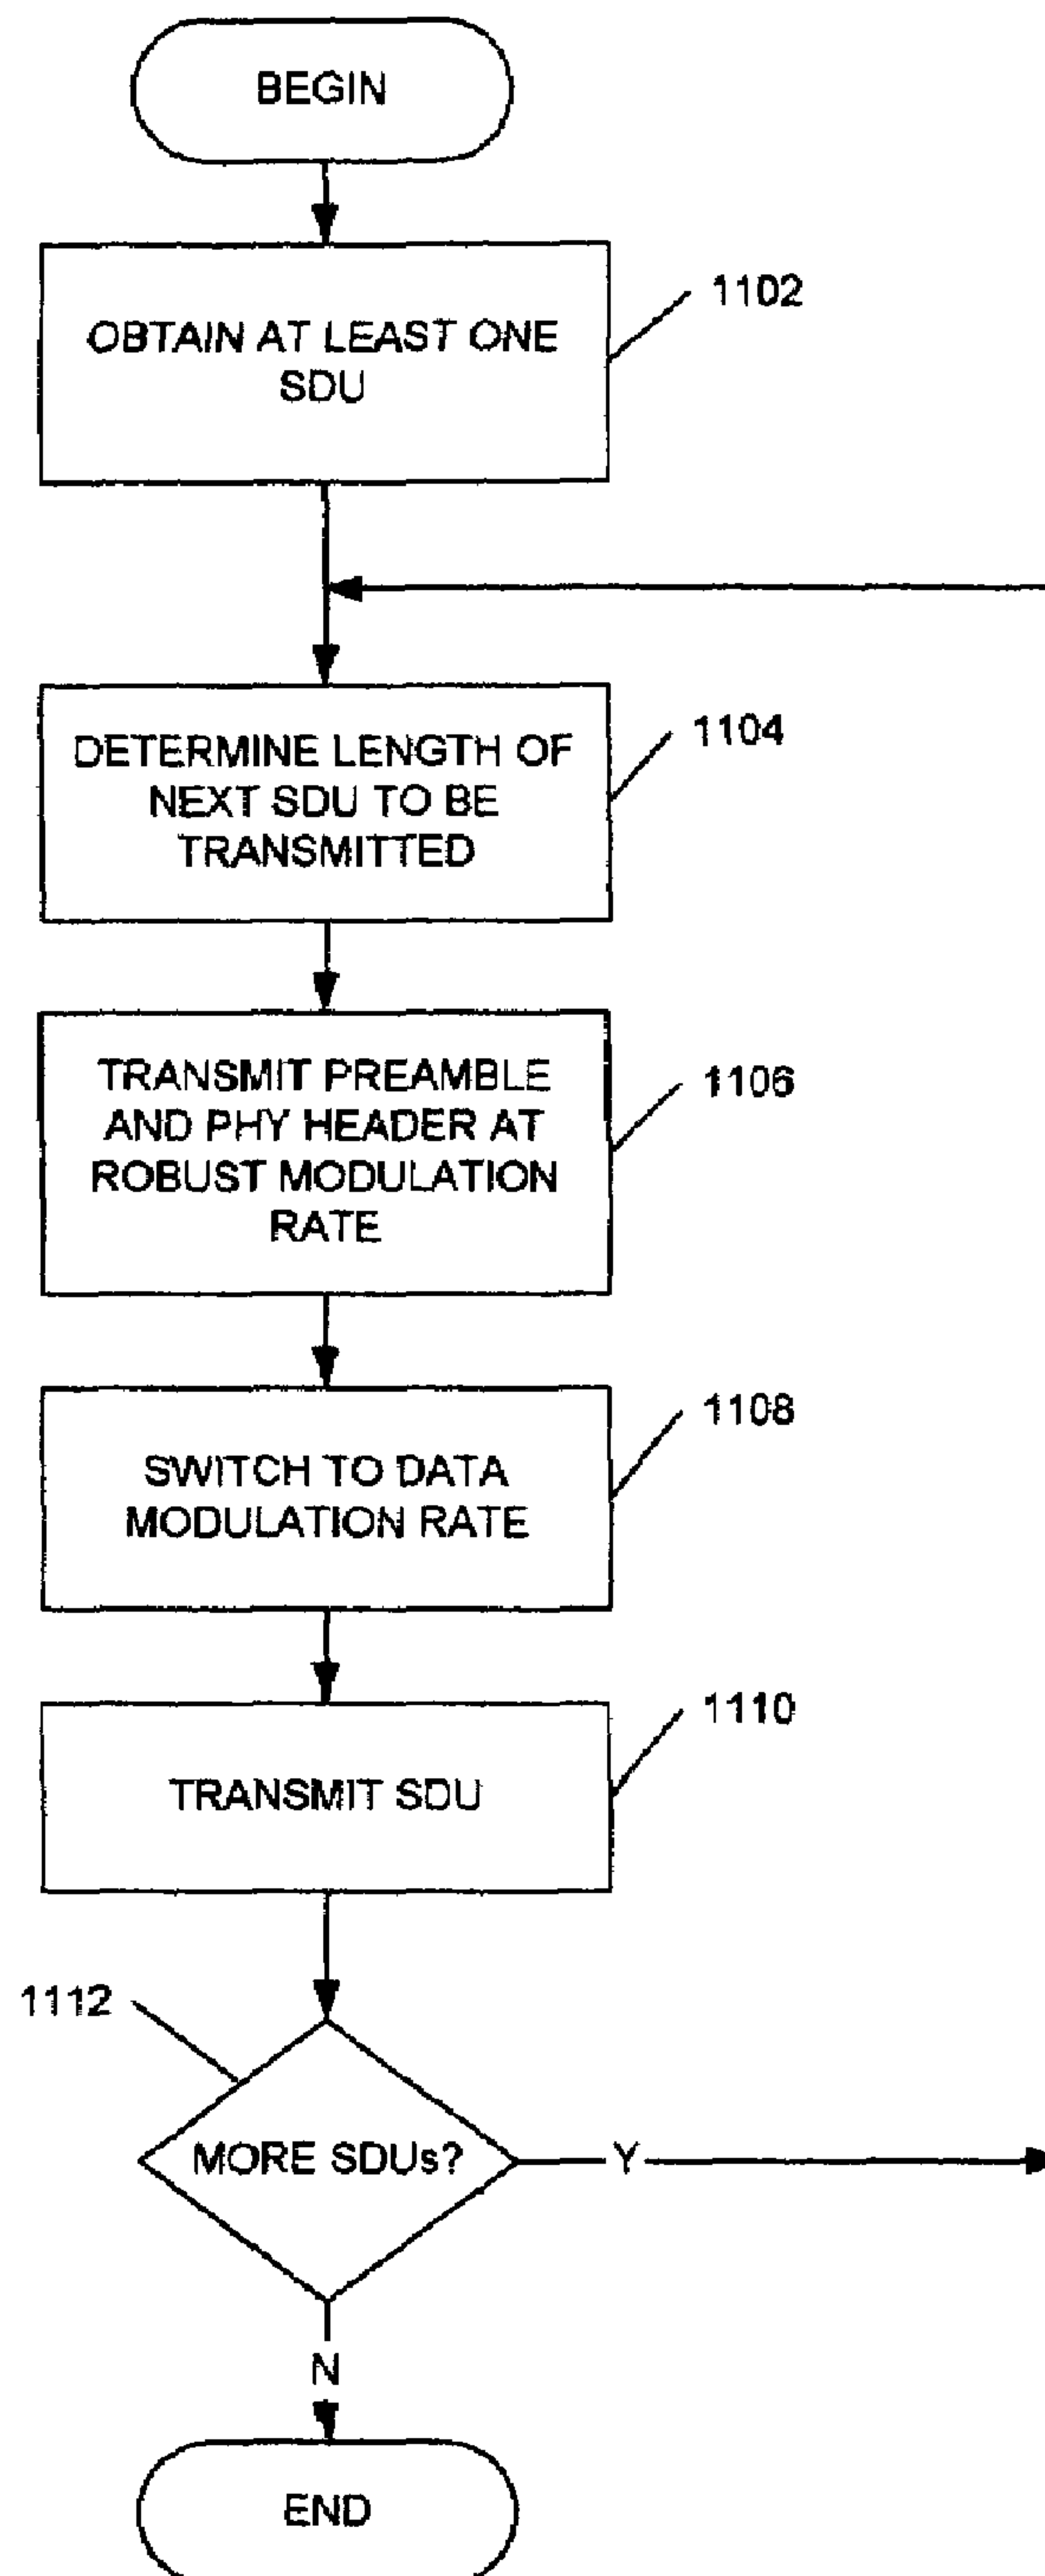 BEGIN
1102
OBTAIN AT LEAST ONE
SDU
1104
DETERMINE LENGTH OF
NEXT SDU TO BE
TRANSMITTED
1106
TRANSMIT PREAMBLE
AND PHY HEADER AT
ROBUST MODULATION
RATE
1108
SWITCH TO DATA
MODULATION RATE
1110
TRANSMIT SDU
1112
MORE SDUs?
Y
N
END